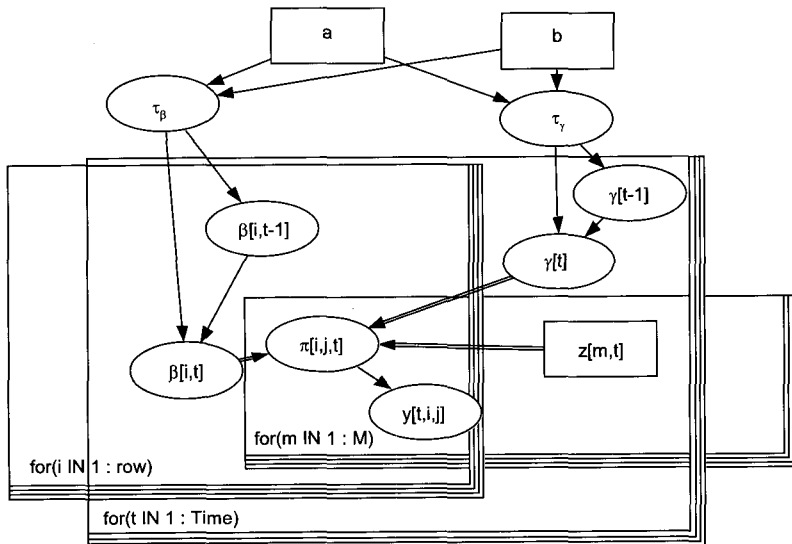 a
b
τβ
τγ
γ[t-1]
β[i,t-1]
γ[t]
π[i,j,t]
z[m,t]
β[i,t]
y[t,i,j]
for(m IN 1 : M)
for(i IN 1 : row)
for(t IN 1 : Time)